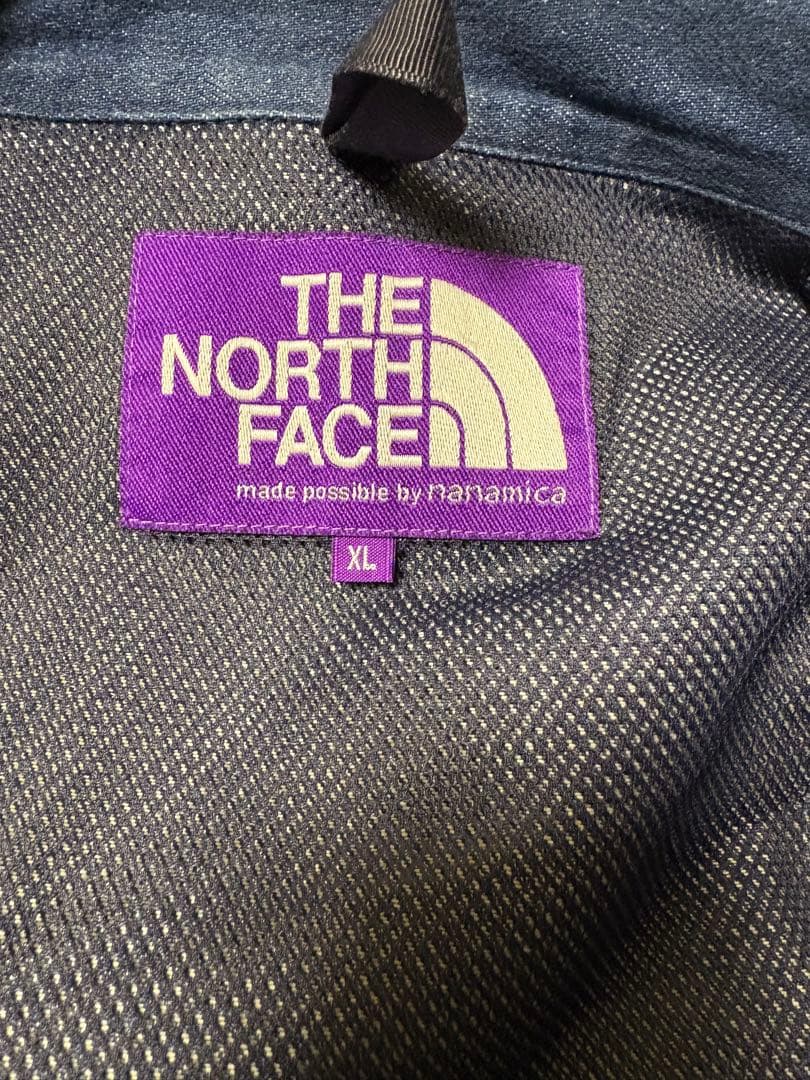 THE
NORTH
FACE
made possible by nanamica
XL